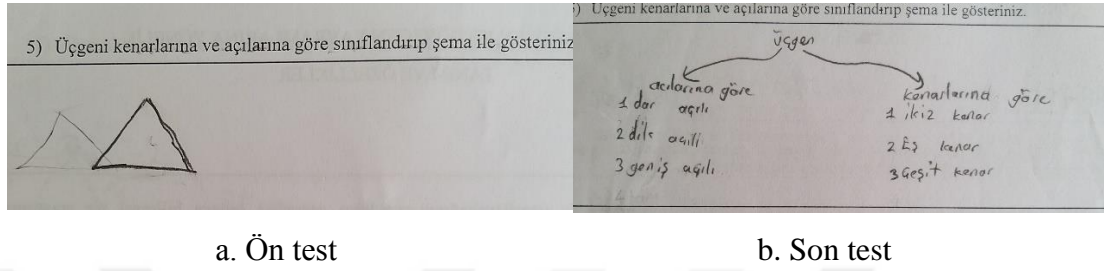 5) Üçgeni kenarlarına ve açılarına göre sınıflandırıp şema ile gösteriniz
) Üçgeni kenarlarına ve açılarına göre sınıflandırıp şema ile gösteriniz.
üçgen
açılarına göre
1 dar açılı
2 dik açılı
3 geniş açılı
4
kenarlarına göre
1 ikiz kenar
2 Eş kenar
3 Çeşit kenar
a. Ön test
b. Son test